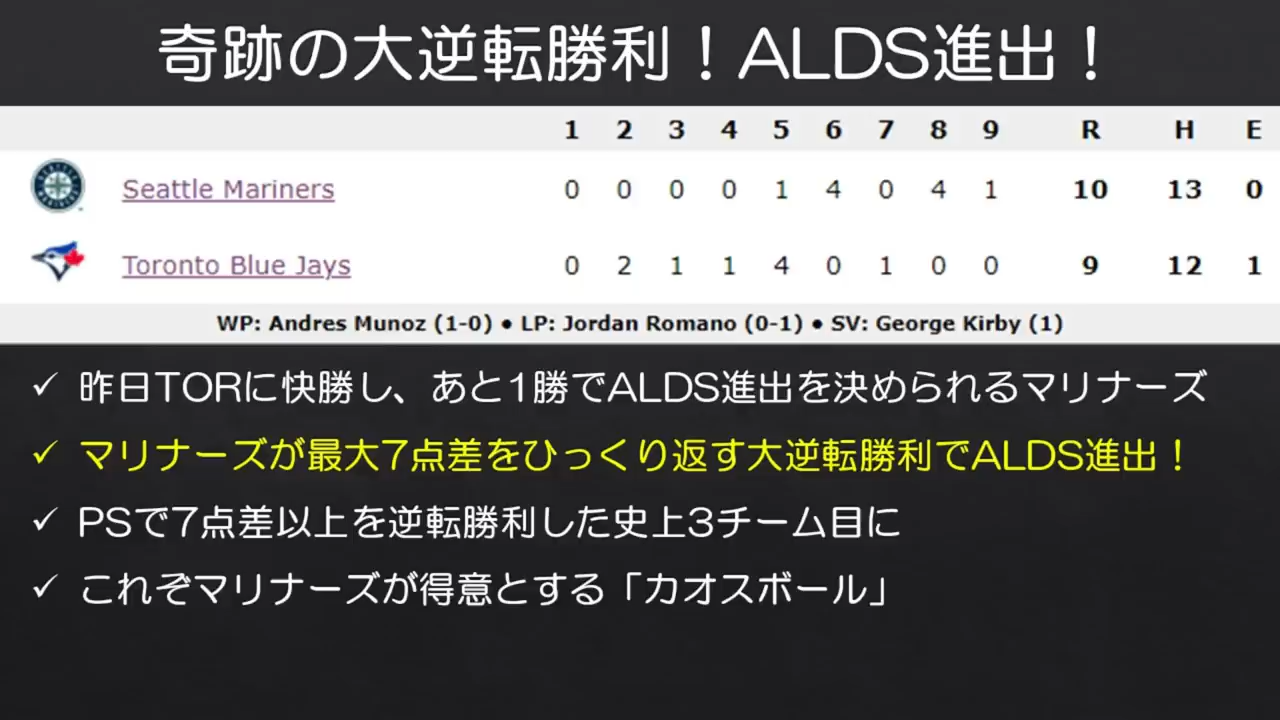 奇跡の大逆転勝利！ALDS進出！
1 2 3 4 5 6 7 8 9 R H E
Seattle Mariners 0 0 0 0 1 4 0 4 1 10 13 0
Toronto Blue Jays 0 2 1 1 4 0 1 0 0 9 12 1
WP: Andres Munoz (1-0) ● LP: Jordan Romano (0-1) ● SV: George Kirby (1)
✓ 昨日TORに快勝し、あと1勝でALDS進出を決められるマリナーズ
✓ マリナーズが最大7点差をひっくり返す大逆転勝利でALDS進出！
✓ PSで7点差以上を逆転勝利した史上3チーム目に
✓ これぞマリナーズが得意とする「カオスボール」